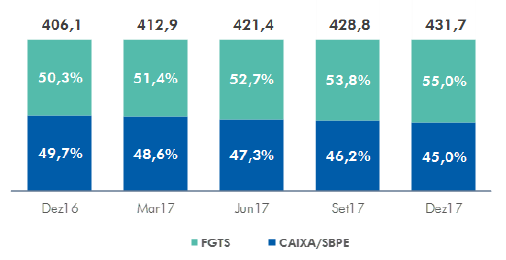 406,1 412,9 421,4 428,8 431,7
50,3% 51,4% 52,7% 53,8% 55,0%
49,7% 48,6% 47,3% 46,2% 45,0%
Dez16 Mar17 Jun17 Set17 Dez17
FGTS CAIXA/SBPE